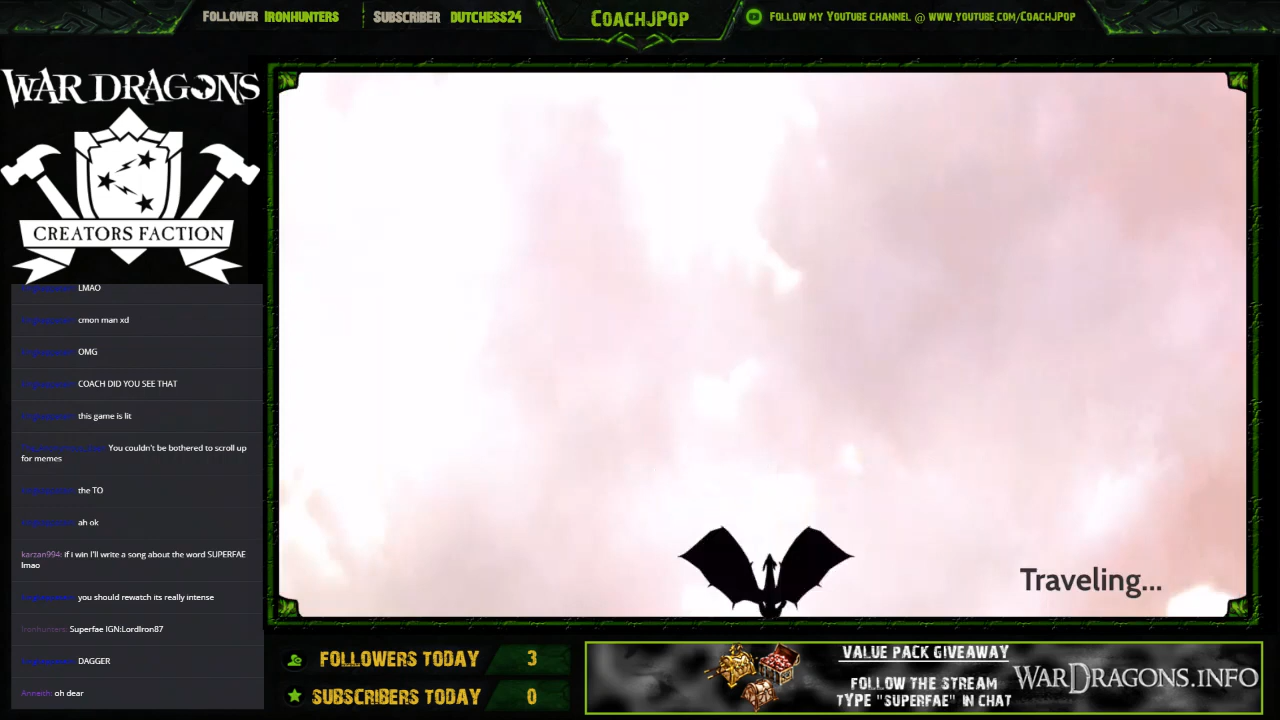 FOLLOWER IRONHUNTERS
SUBSCRIBER DUTCHESS24
COACHJPOP
FOLLOW MY YOUTUBE CHANNEL @ WWW.YOUTUBE.COM/COACHJPOP
WAR DRAGONS
CREATORS FACTION
LMAO
cmon man xd
OMG
COACH DID YOU SEE THAT
this game is lit
You couldn't be bothered to scroll up
for memes
the TO
ah ok
karzan994: if i win I'll write a song about the word SUPERFAE
lmao
you should rewatch its really intense
Ironhunters: Superfae IGN:LordIron87
DAGGER
Anneith: oh dear
Traveling...
FOLLOWERS TODAY 3
SUBSCRIBERS TODAY 0
VALUE PACK GIVEAWAY
FOLLOW THE STREAM
TYPE "SUPERFAE" IN CHAT
WARDRAGONS.INFO